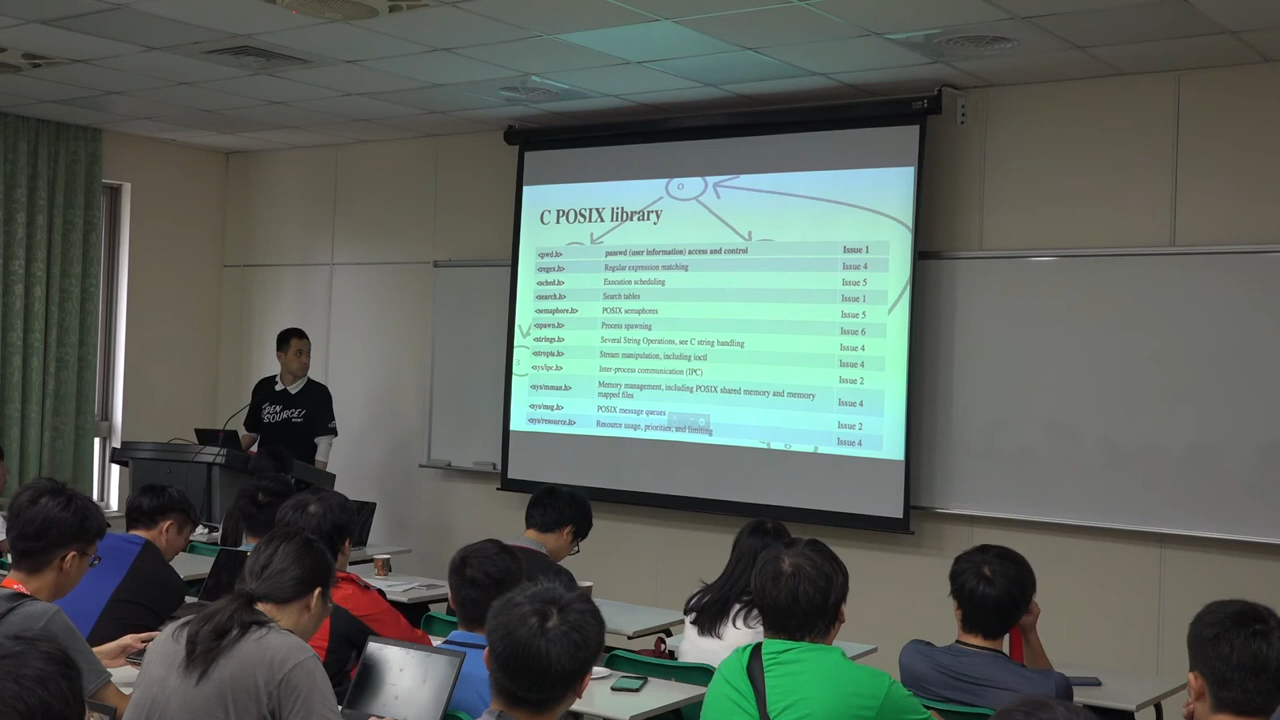 C POSIX library
<pwd.h> passwd (user information) access and control Issue 1
<regex.h> Regular expression matching Issue 4
<sched.h> Execution scheduling Issue 5
<search.h> Search tables Issue 1
<semaphore.h> POSIX semaphores Issue 5
<spawn.h> Process spawning Issue 6
<strings.h> Several String Operations, see C string handling Issue 4
<stropts.h> Stream manipulation, including ioctl Issue 4
<sys/ipc.h> Inter-process communication (IPC) Issue 2
<sys/mman.h> Memory management, including POSIX shared memory and memory mapped files Issue 4
<sys/msg.h> POSIX message queues Issue 2
<sys/resource.h> Resource usage, priorities, and limiting Issue 4
OPEN
SOURCE!